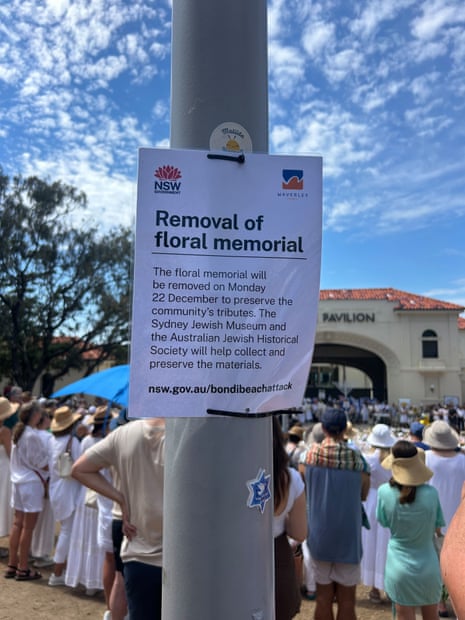 Matilda
NSW
GOVERNMENT
WAVERLEY
Removal of
floral memorial
The floral memorial will
be removed on Monday
22 December to preserve the
community's tributes. The
Sydney Jewish Museum and
the Australian Jewish Historical
Society will help collect and
preserve the materials.
nsw.gov.au/bondibeachattack
PAVILION